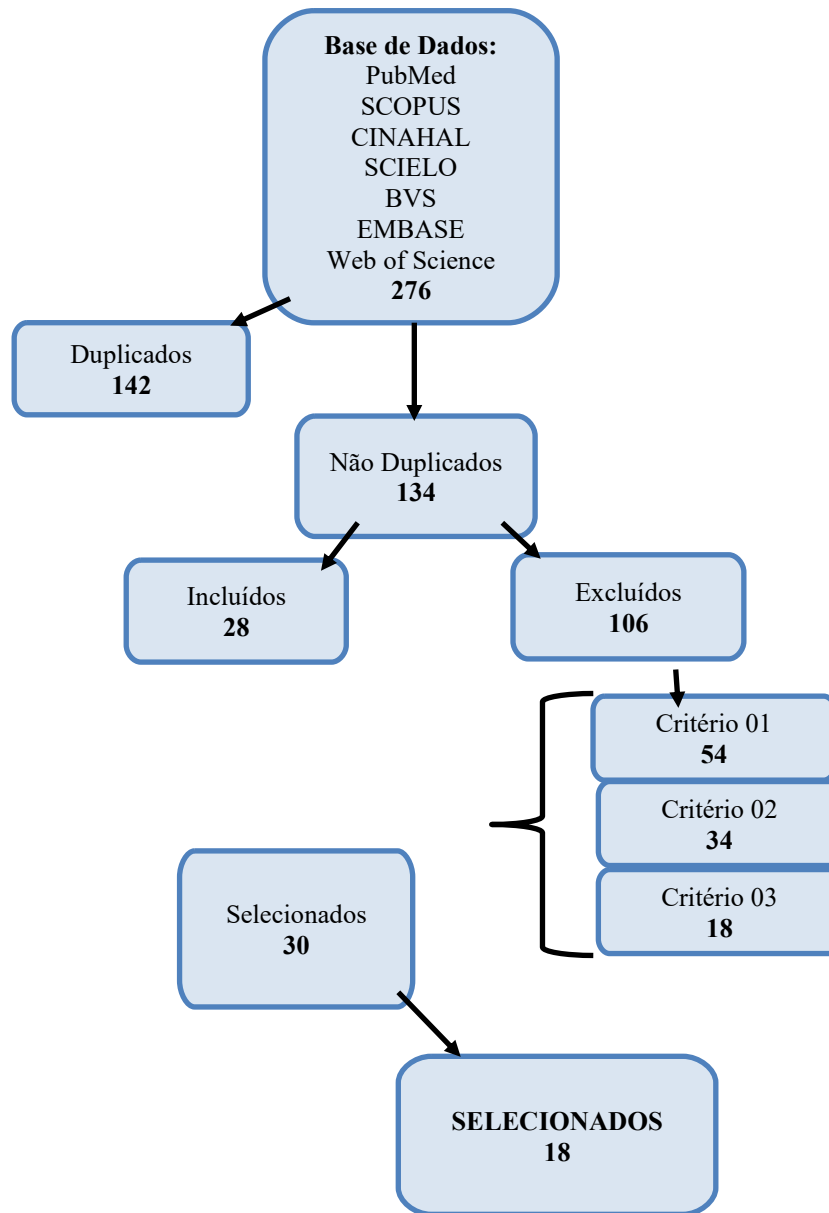 Base de Dados:
PubMed
SCOPUS
CINAHAL
SCIELO
BVS
EMBASE
Web of Science
276
Duplicados
142
Não Duplicados
134
Incluídos
28
Excluídos
106
Critério 01
54
Critério 02
34
Critério 03
18
Selecionados
30
SELECIONADOS
18